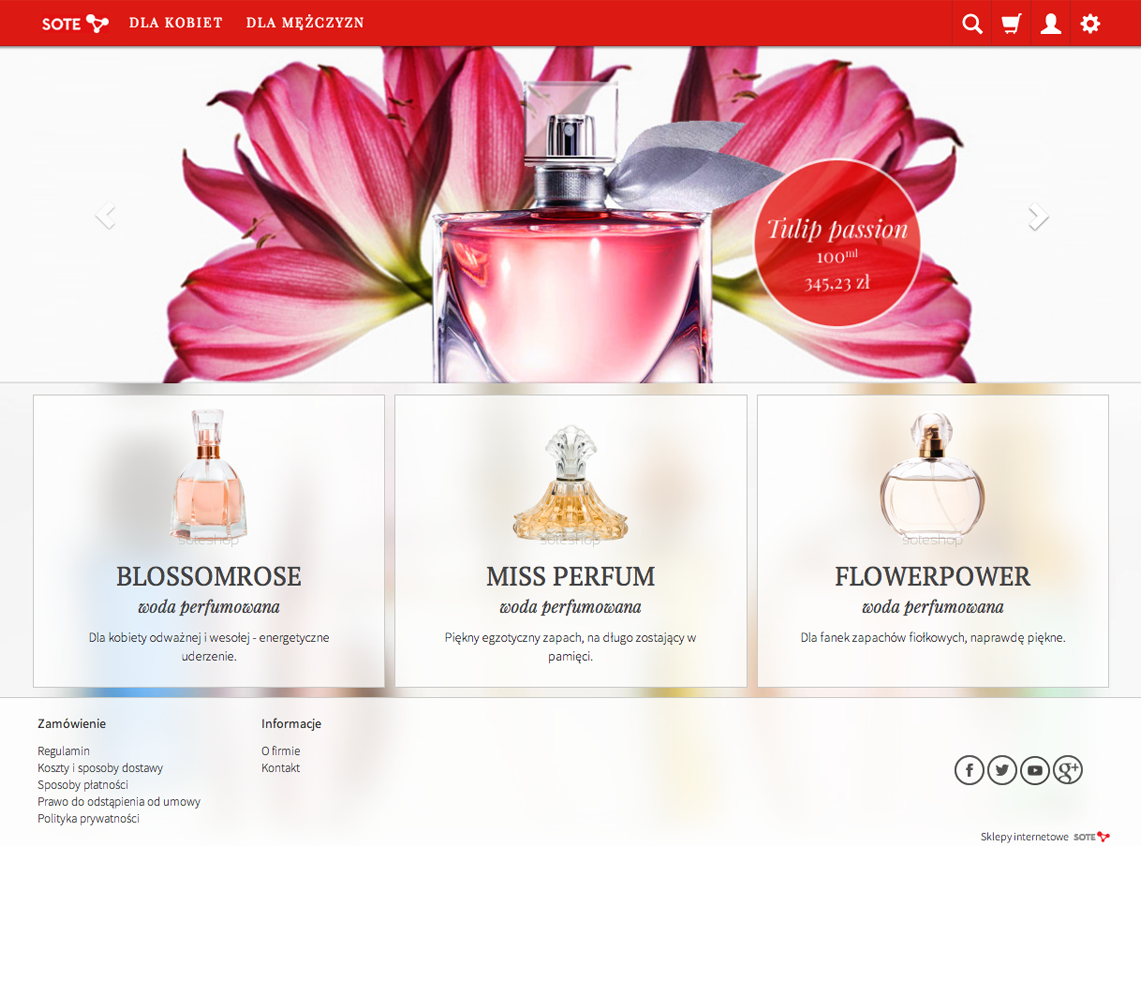 SOTE DLA KOBIET DLA MĘŻCZYZN
Tulip passion
100ml
345,23 zł
soteshop soteshop soteshop
BLOSSOMROSE MISS PERFUM FLOWERPOWER
woda perfumowana woda perfumowana woda perfumowana
Dla kobiety odważnej i wesołej - energetyczne
uderzenie.
Piękny egzotyczny zapach, na długo zostający w
pamięci.
Dla fanek zapachów fiołkowych, naprawdę piękne.
Zamówienie
Regulamin
Koszty i sposoby dostawy
Sposoby płatności
Prawo do odstąpienia od umowy
Polityka prywatności
Informacje
O firmie
Kontakt
f g+
Sklepy internetowe SOTE